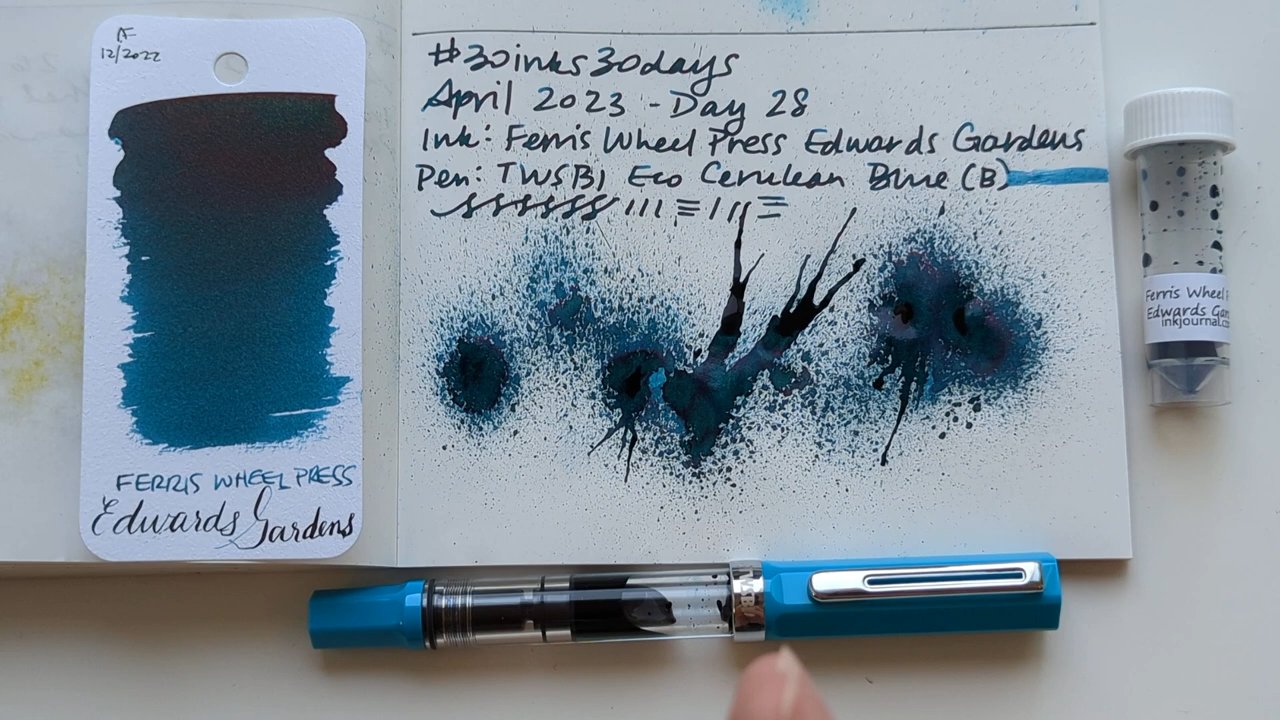 AF
12/2022
FERRIS WHEEL PRESS
Edwards Gardens
#30inks30days
April 2023 - Day 28
Ink: Ferris Wheel Press Edwards Gardens
Pen: TWSBI Eco Cerulean Blue (B)
Ferris Wheel
Edwards Gar
inkjournal.co
TWSBI